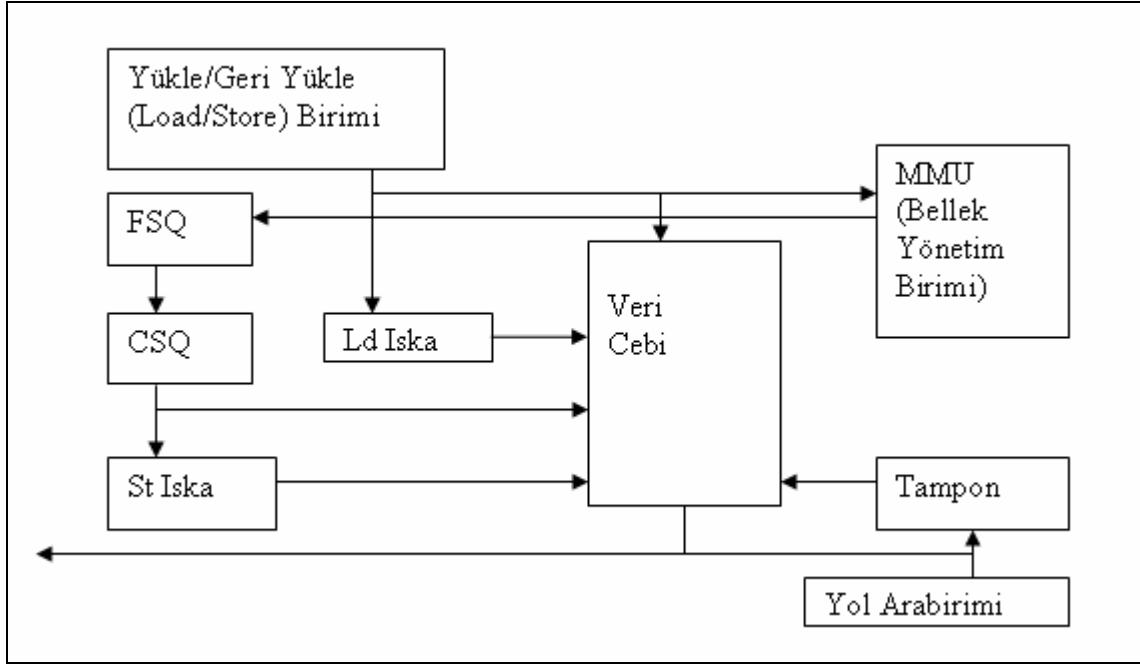 Yükle/Geri Yükle
(Load/Store) Birimi
MMU
(Bellek
Yönetim
Birimi)
FSQ
Veri
Cebi
CSQ
Ld Iska
St Iska
Tampon
Yol Arabirimi